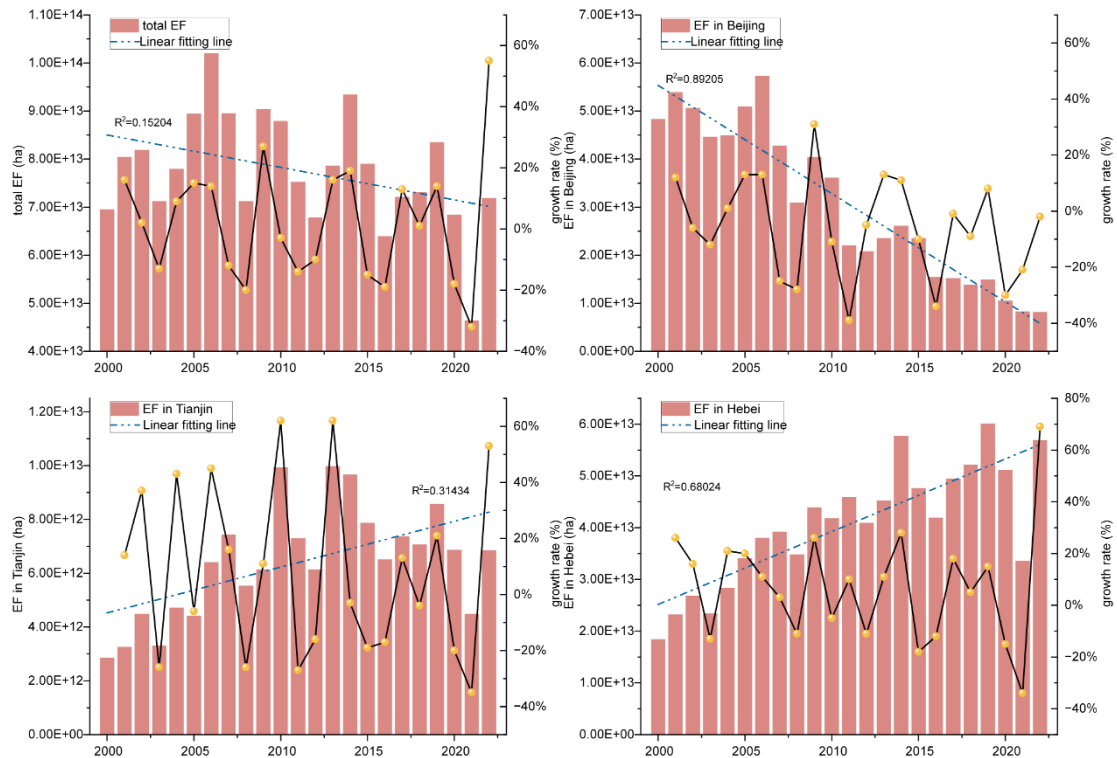 total EF
Linear fitting line
R²=0.15204
1.10E+14
1.00E+14
9.00E+13
8.00E+13
7.00E+13
6.00E+13
5.00E+13
4.00E+13
total EF (ha)
60%
40%
20%
0%
−20%
−40%
growth rate (%)
2000
2005
2010
2015
2020
EF in Beijing
Linear fitting line
R²=0.89205
7.00E+13
6.00E+13
5.00E+13
4.00E+13
3.00E+13
2.00E+13
1.00E+13
0.00E+00
EF in Beijing (ha)
60%
40%
20%
0%
−20%
−40%
growth rate (%)
2000
2005
2010
2015
2020
EF in Tianjin
Linear fitting line
R²=0.31434
1.20E+13
1.00E+13
8.00E+12
6.00E+12
4.00E+12
2.00E+12
0.00E+00
EF in Tianjin (ha)
60%
40%
20%
0%
−20%
−40%
growth rate (%)
2000
2005
2010
2015
2020
EF in Hebei
Linear fitting line
R²=0.68024
6.00E+13
5.00E+13
4.00E+13
3.00E+13
2.00E+13
1.00E+13
0.00E+00
EF in Hebei (ha)
80%
60%
40%
20%
0%
−20%
−40%
growth rate (%)
2000
2005
2010
2015
2020